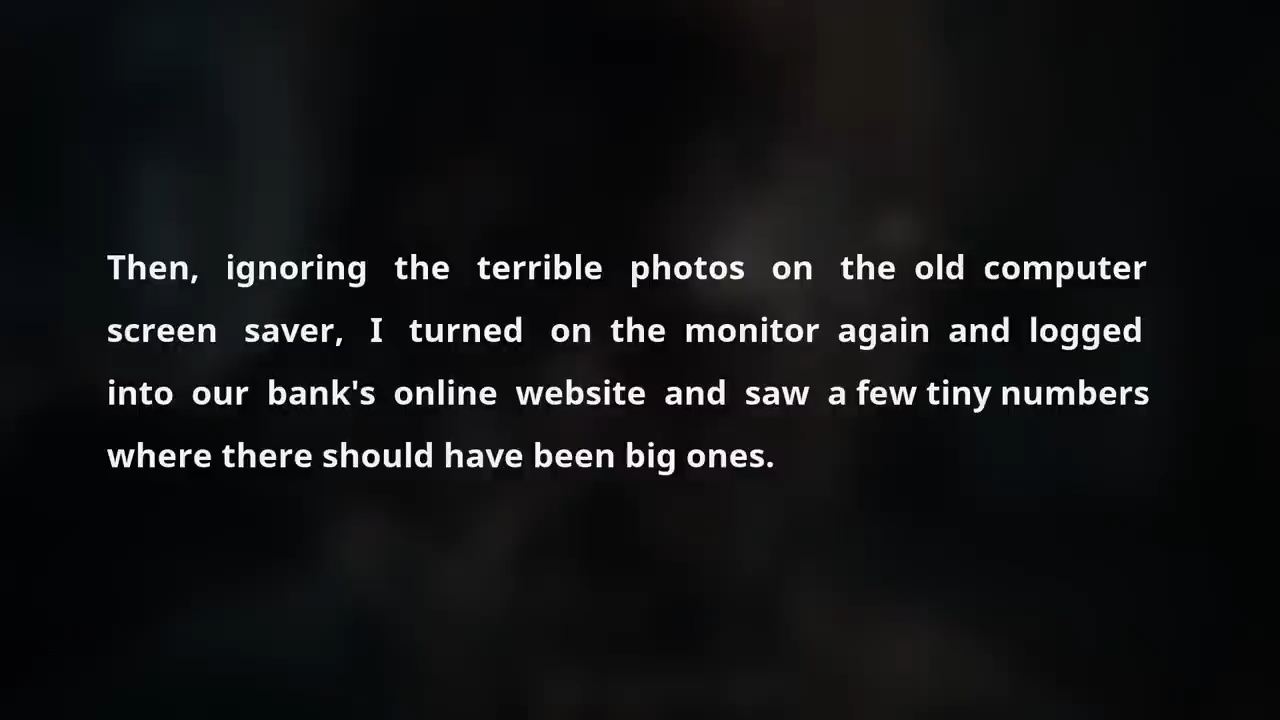 Then, ignoring the terrible photos on the old computer
screen saver, I turned on the monitor again and logged
into our bank's online website and saw a few tiny numbers
where there should have been big ones.